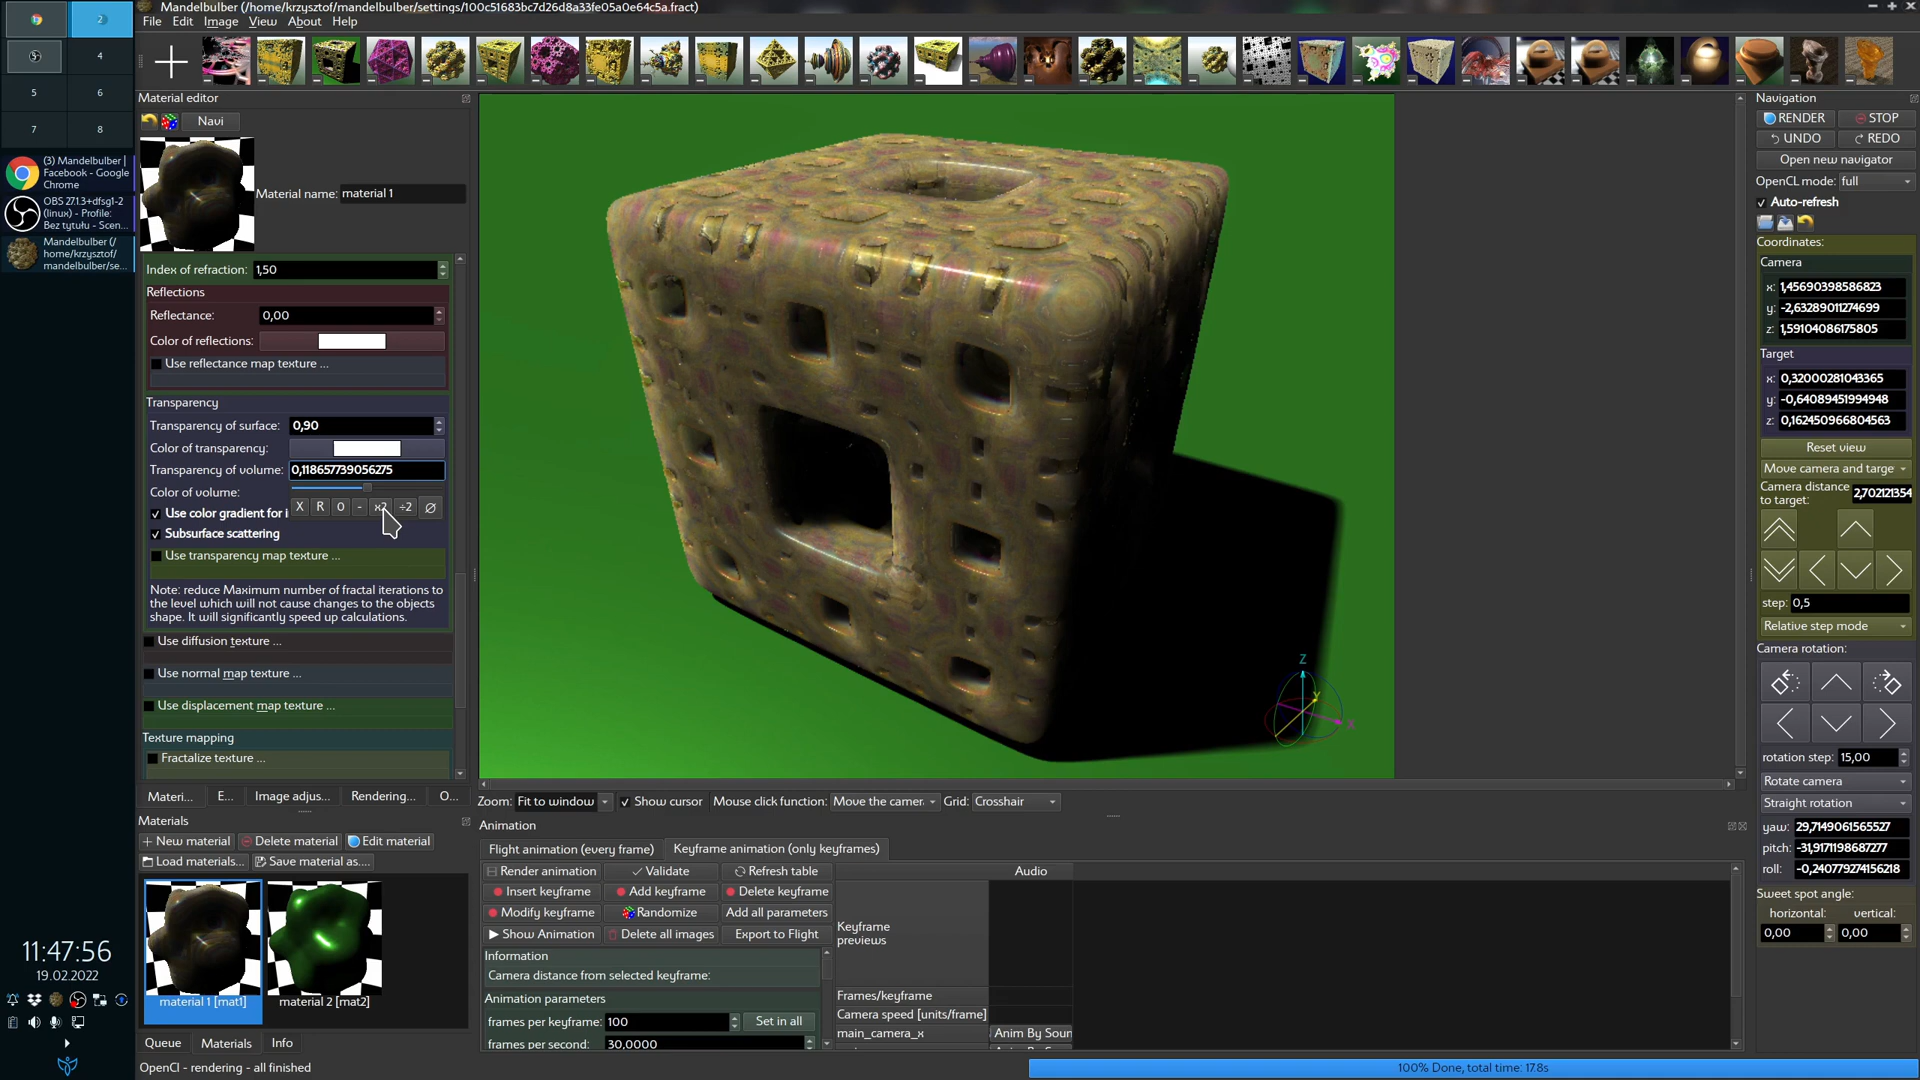 Mandelbulber (/home/krzysztof/mandelbulber/settings/100c51683bc7d26d8a33fe05a0e64c5a.fract)
File Edit Image View About Help
2
4
5 6
7 8
(3) Mandelbulber |
Facebook - Google
Chrome
OBS 27.1.3+dfsg1-2
(linux) - Profile:
Bez tytułu - Scen...
Mandelbulber (/
home/krzysztof/
mandelbulber/se...
11:47:56
19.02.2022
Material editor
Navi
Material name: material 1
Index of refraction: 1,50
Reflections
Reflectance: 0,00
Color of reflections:
Use reflectance map texture ...
Transparency
Transparency of surface: 0,90
Color of transparency:
Transparency of volume: 0,118657739056275
Color of volume:
X R 0 - x2 ÷2 ∅
Use color gradient for i
Subsurface scattering
Use transparency map texture ...
Note: reduce Maximum number of fractal iterations to
the level which will not cause changes to the objects
shape. It will significantly speed up calculations.
Use diffusion texture ...
Use normal map texture ...
Use displacement map texture ...
Texture mapping
Fractalize texture ...
Materi... E... Image adjus... Rendering... O...
Materials
New material Delete material Edit material
Load materials... Save material as....
material 1 [mat1] material 2 [mat2]
Queue Materials Info
OpenCl - rendering - all finished
Z
Y
X
Zoom: Fit to window Show cursor Mouse click function: Move the camer Grid: Crosshair
Animation
Flight animation (every frame) Keyframe animation (only keyframes)
Render animation Validate Refresh table
Insert keyframe Add keyframe Delete keyframe
Modify keyframe Randomize Add all parameters
Show Animation Delete all images Export to Flight
Information
Camera distance from selected keyframe:
Animation parameters
frames per keyframe: 100 Set in all
frames per second: 30,0000
Audio
Keyframe
previews
Frames/keyframe
Camera speed [units/frame]
main_camera_x Anim By Soun
100% Done, total time: 17.8s
Navigation
RENDER STOP
UNDO REDO
Open new navigator
OpenCL mode: full
Auto-refresh
Coordinates:
Camera
x: 1,45690398586823
y: -2,63289011274699
z: 1,59104086175805
Target
x: 0,32000281043365
y: -0,64089451994948
z: 0,162450966804563
Reset view
Move camera and targe
Camera distance
to target: 2,702121354
step: 0,5
Relative step mode
Camera rotation:
rotation step: 15,00
Rotate camera
Straight rotation
yaw: 29,7149061565527
pitch: -31,9171198687277
roll: -0,240779274156218
Sweet spot angle:
horizontal: vertical:
0,00 0,00